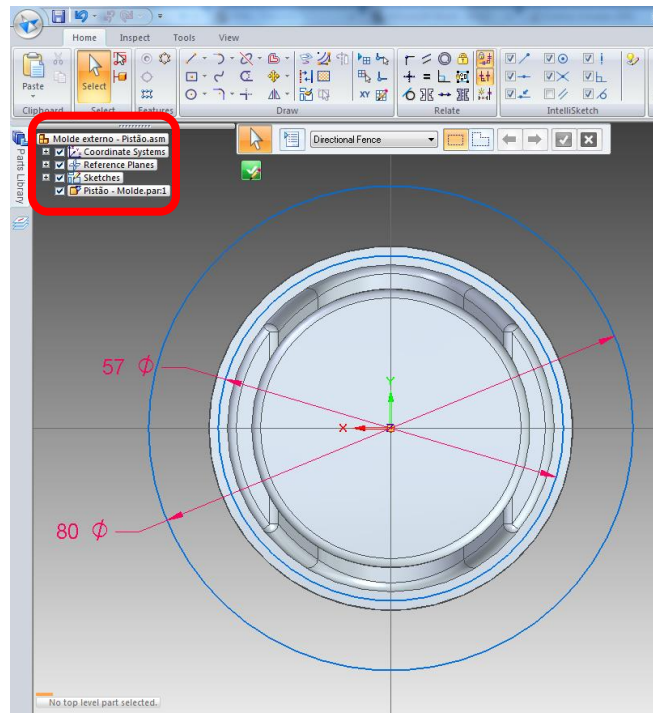 Home Inspect Tools View
Paste
Select
XY
Clipboard Select Features Draw Relate IntelliSketch
Directional Fence
Parts Library
Molde externo - Pistão.asm
Coordinate Systems
Reference Planes
Sketches
Pistão - Molde.par:1
57 ϕ
Y
X
Z
80 ϕ
No top level part selected.